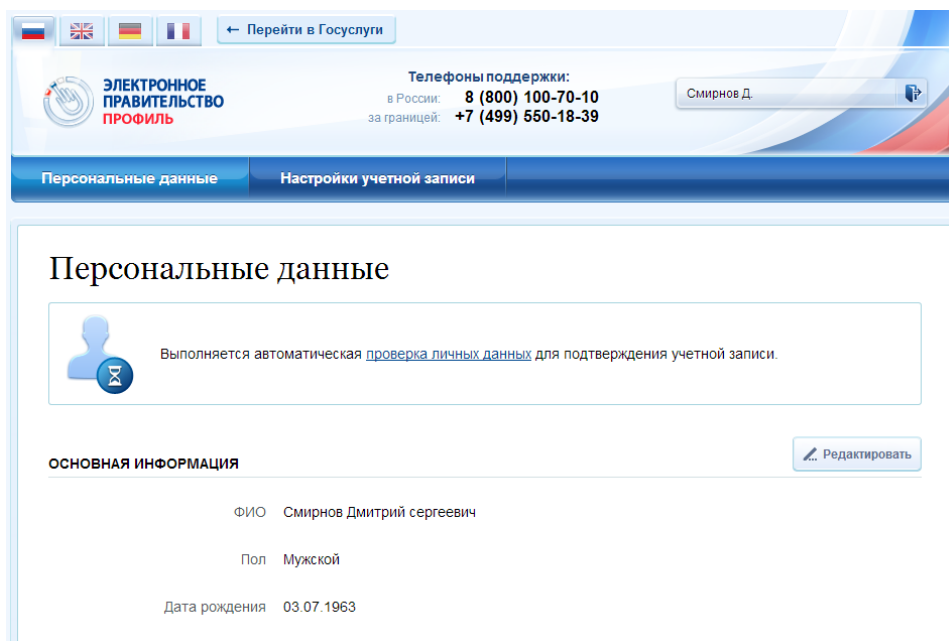 ← Перейти в Госуслуги
ЭЛЕКТРОННОЕ
ПРАВИТЕЛЬСТВО
ПРОФИЛЬ
Телефоны поддержки:
в России: 8 (800) 100-70-10
за границей: +7 (499) 550-18-39
Смирнов Д.
Персональные данные
Настройки учетной записи
Персональные данные
Выполняется автоматическая проверка личных данных для подтверждения учетной записи.
ОСНОВНАЯ ИНФОРМАЦИЯ
Редактировать
ФИО Смирнов Дмитрий сергеевич
Пол Мужской
Дата рождения 03.07.1963